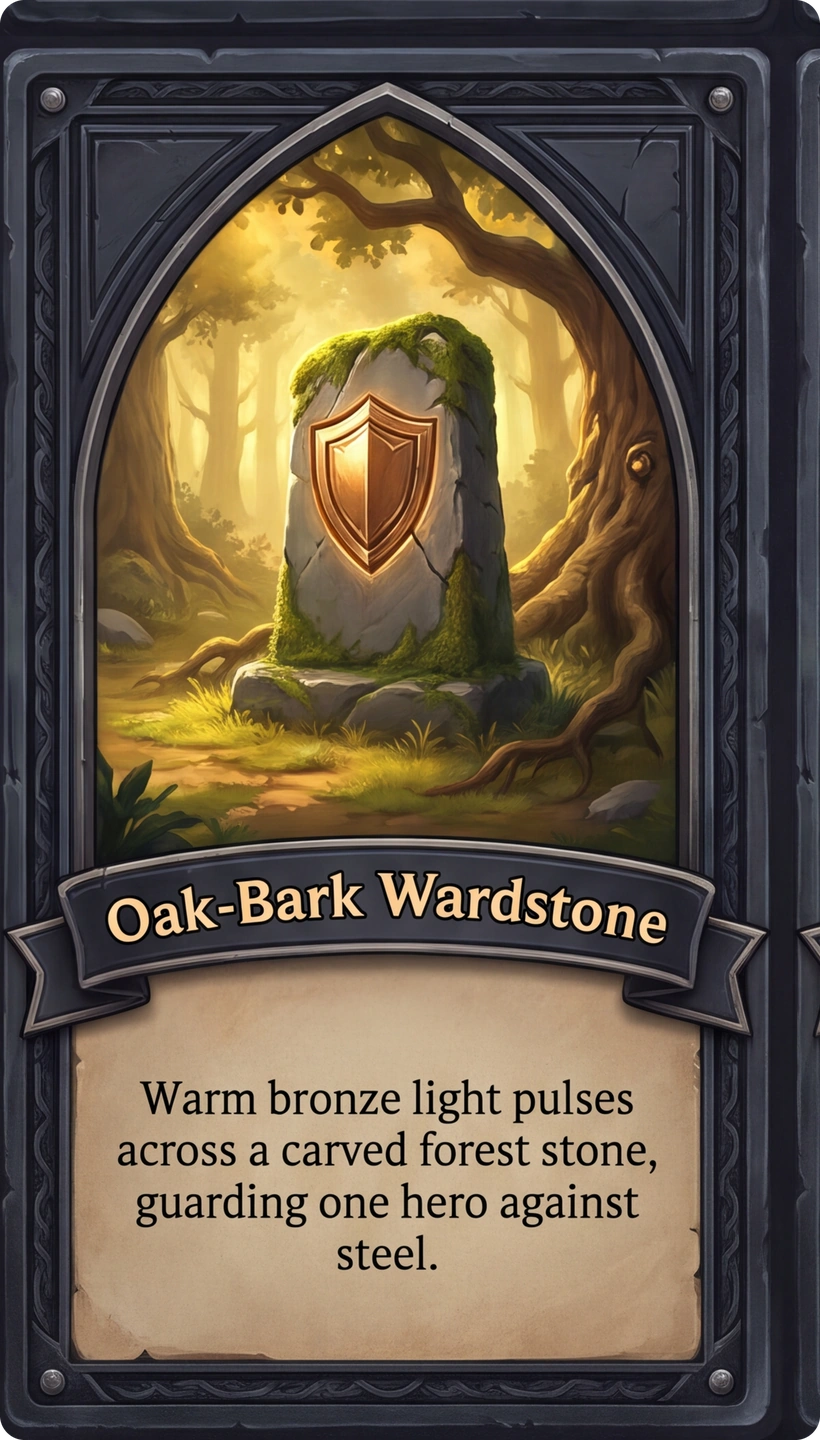 Oak-Bark Wardstone
Warm bronze light pulses
across a carved forest stone,
guarding one hero against
steel.